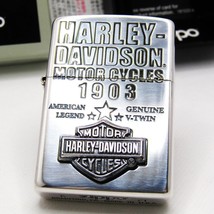 HARLEY-
DAVIDSON
MOTOR CYCLES
1903
AMERICAN LEGEND
GENUINE V-TWIN
MOTOR
HARLEY-DAVIDSON
CYCLES